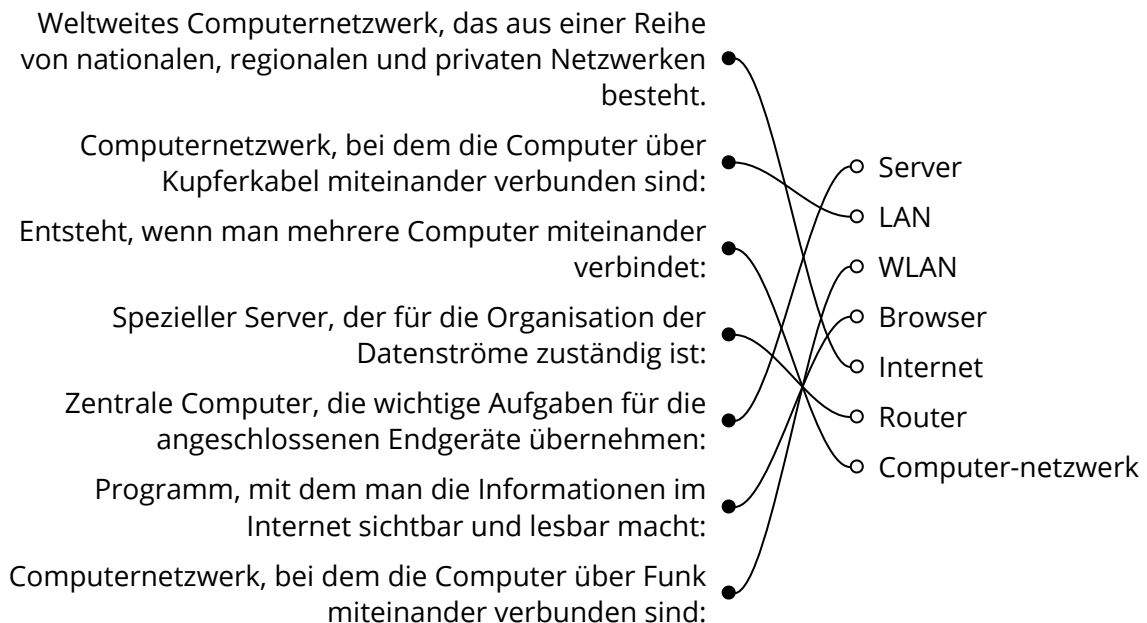 Weltweites Computernetzwerk, das aus einer Reihe
von nationalen, regionalen und privaten Netzwerken
besteht.
Computernetzwerk, bei dem die Computer über
Kupferkabel miteinander verbunden sind:
Entsteht, wenn man mehrere Computer miteinander
verbindet:
Spezieller Server, der für die Organisation der
Datenströme zuständig ist:
Zentrale Computer, die wichtige Aufgaben für die
angeschlossenen Endgeräte übernehmen:
Programm, mit dem man die Informationen im
Internet sichtbar und lesbar macht:
Computernetzwerk, bei dem die Computer über Funk
miteinander verbunden sind:
Server
LAN
WLAN
Browser
Internet
Router
Computer-netzwerk